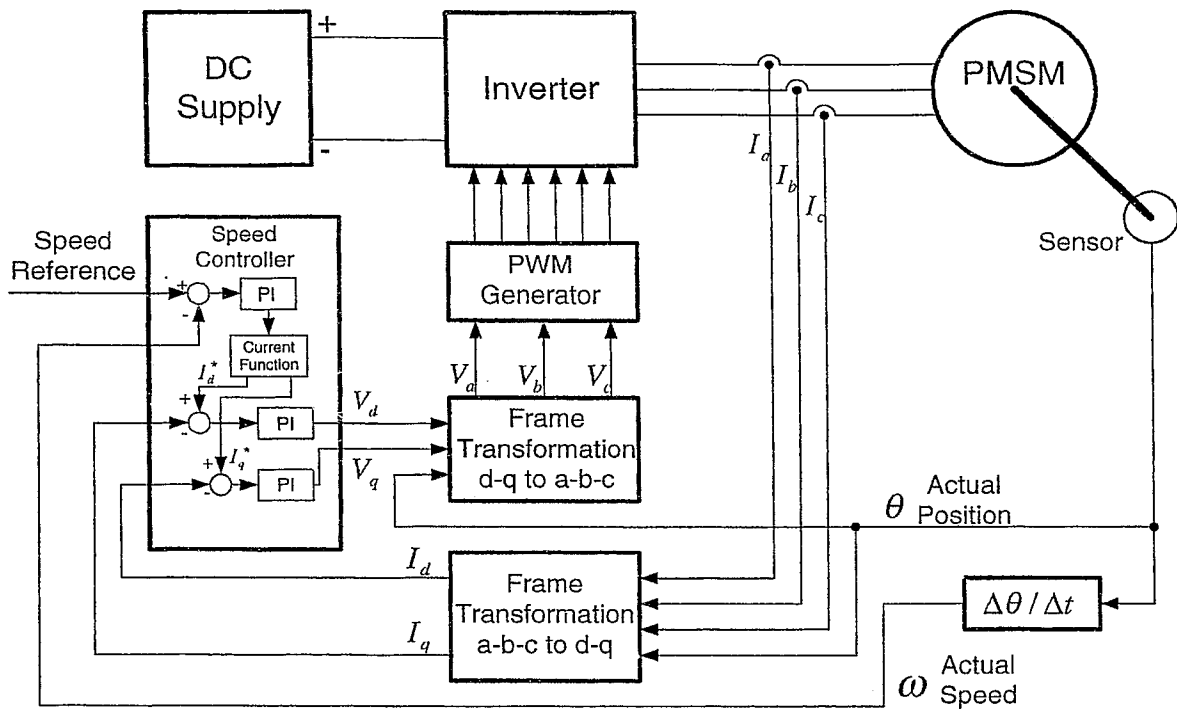 DC
Supply
+
-
Inverter
PMSM
I_a
I_b
I_c
Sensor
Speed
Reference
Speed
Controller
+
-
PI
Current
Function
I_d^*
+
-
PI
I_q^*
+
-
PI
PWM
Generator
V_a
V_b
V_c
V_d
V_q
Frame
Transformation
d-q to a-b-c
θ
Actual
Position
I_d
I_q
Frame
Transformation
a-b-c to d-q
Δθ / Δt
ω
Actual
Speed